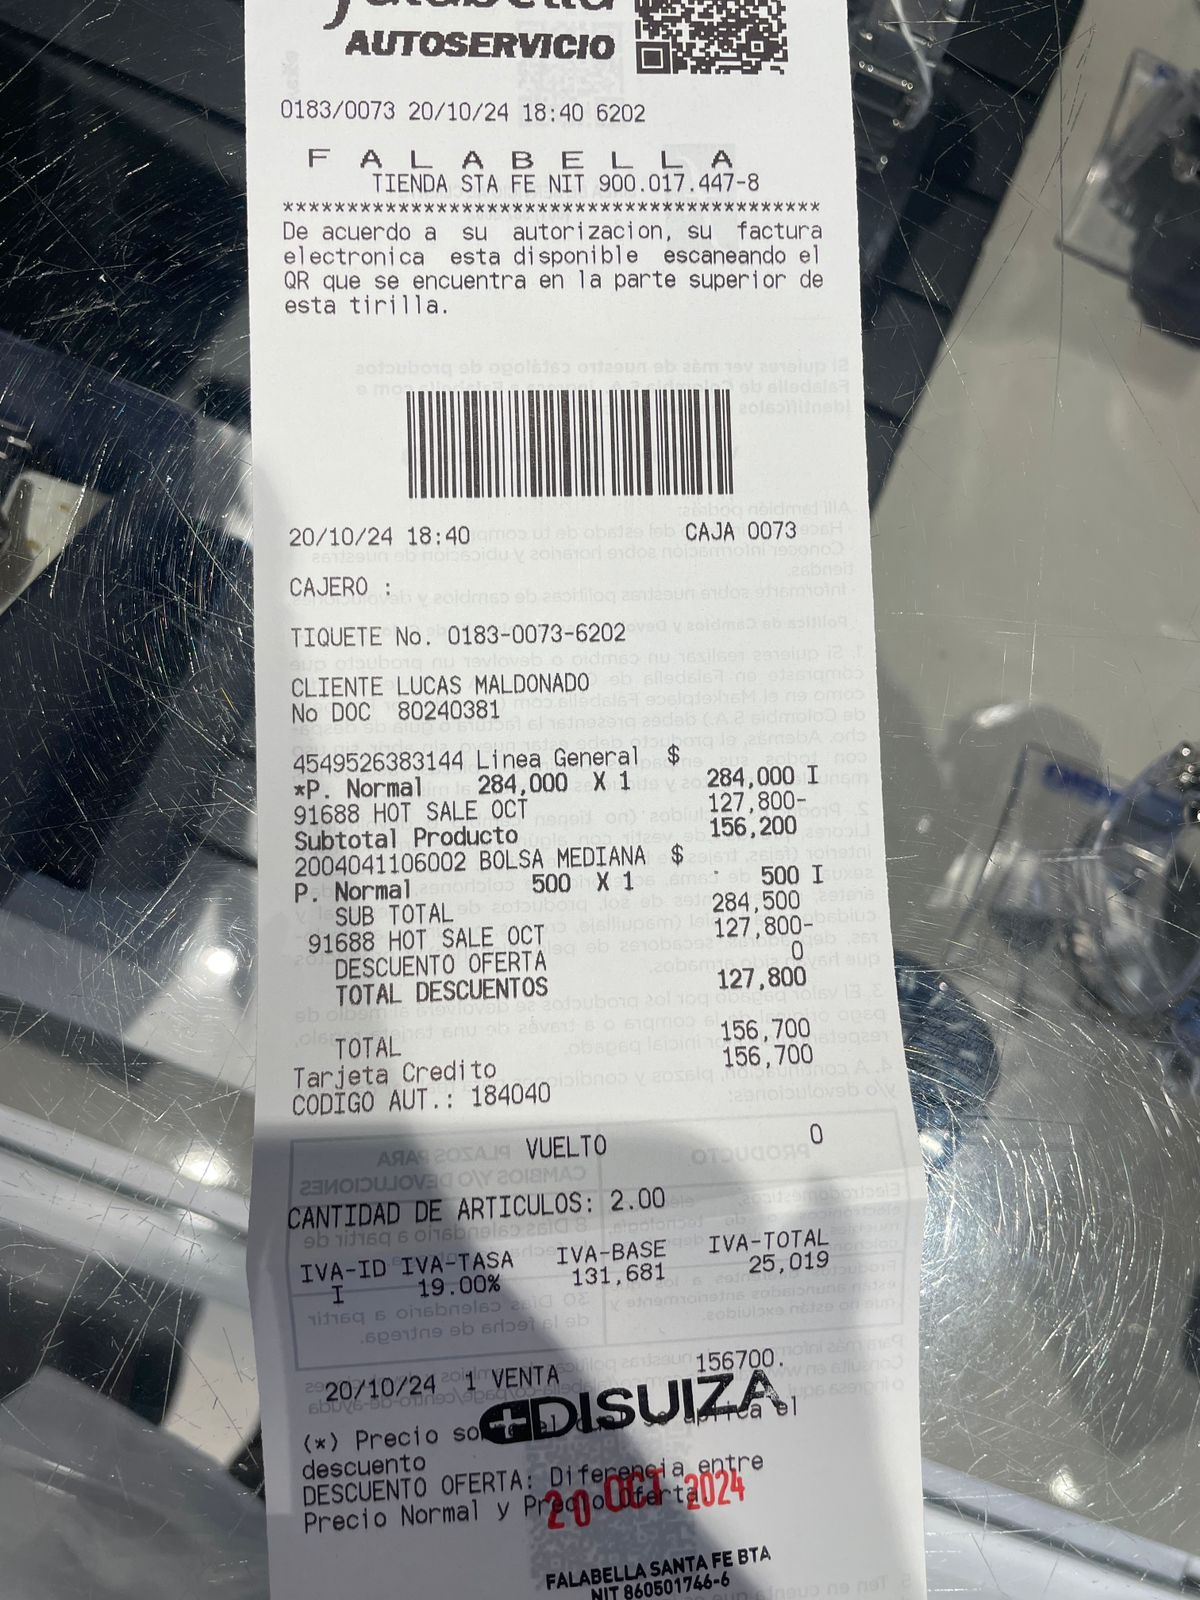 falabella
AUTOSERVICIO
0183/0073 20/10/24 18:40 6202
F A L A B E L L A
TIENDA STA FE NIT 900.017.447-8
******************************************
De acuerdo a su autorizacion, su factura
electronica esta disponible escaneando el
QR que se encuentra en la parte superior de
esta tirilla.
20/10/24 18:40 CAJA 0073
CAJERO :
TIQUETE No. 0183-0073-6202
CLIENTE LUCAS MALDONADO
No DOC 80240381
4549526383144 Linea General $
*P. Normal 284,000 X 1 284,000 I
91688 HOT SALE OCT 127,800-
Subtotal Producto 156,200
2004041106002 BOLSA MEDIANA $
P. Normal 500 X 1 500 I
SUB TOTAL 284,500
91688 HOT SALE OCT 127,800-
DESCUENTO OFERTA 0
TOTAL DESCUENTOS 127,800
TOTAL 156,700
Tarjeta Credito 156,700
CODIGO AUT.: 184040
VUELTO 0
CANTIDAD DE ARTICULOS: 2.00
IVA-ID IVA-TASA IVA-BASE IVA-TOTAL
I 19.00% 131,681 25,019
20/10/24 1 VENTA 156700.
DISUIZA
(*) Precio el
descuento
DESCUENTO OFERTA: Diferencia entre
Precio Normal y Precio Oferta.
20 OCT 2024
FALABELLA SANTA FE BTA
NIT 860501746-6